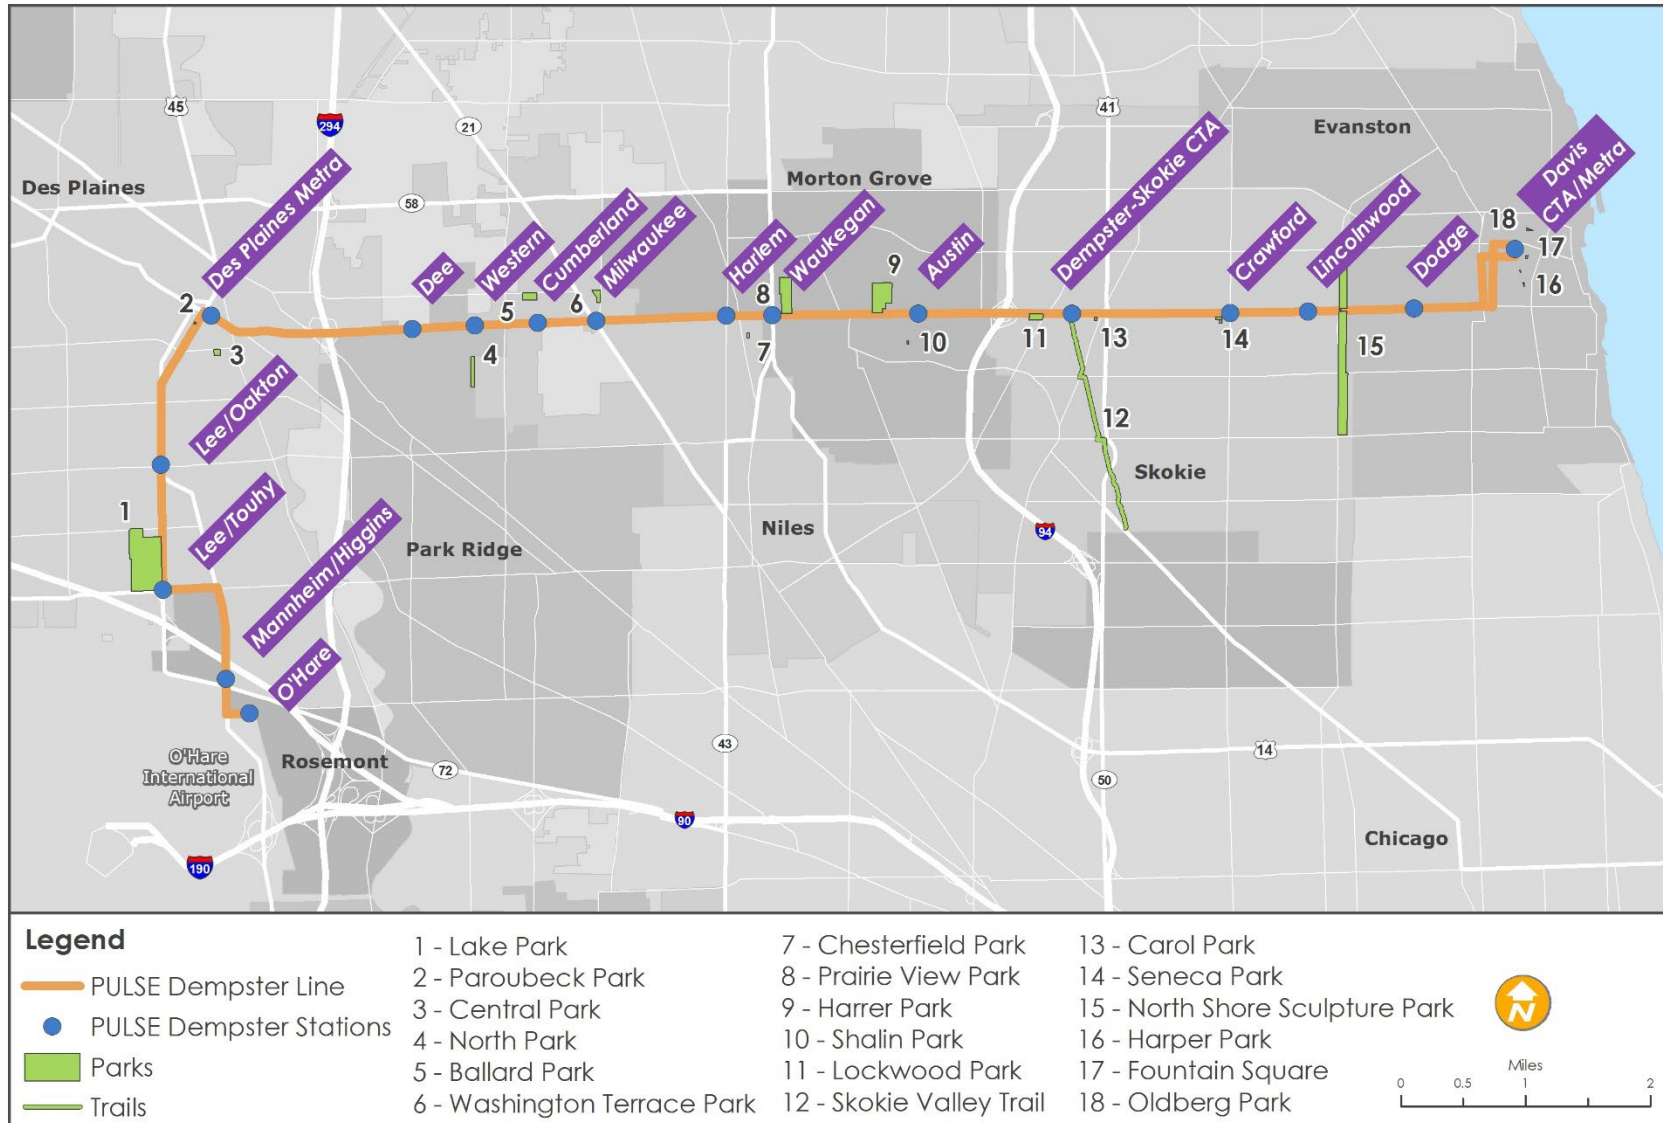 45
294
21
41
Evanston
Des Plaines
Des Plaines Metra
58
Morton Grove
Dempster-Skokie CTA
Davis
CTA/Metra
Dee
Western
Cumberland
Milwaukee
Harlem
Waukegan
Austin
Crawford
Lincolnwood
Dodge
18
17
16
2
3
5
4
6
8
7
9
10
11
13
14
15
12
Lee/Oakton
Skokie
1
Lee/Touhy
Mannheim/Higgins
Park Ridge
Niles
94
O'Hare
O'Hare
International
Airport
Rosemont
72
43
14
50
90
190
Chicago
Legend
PULSE Dempster Line
PULSE Dempster Stations
Parks
Trails
1 - Lake Park
2 - Paroubeck Park
3 - Central Park
4 - North Park
5 - Ballard Park
6 - Washington Terrace Park
7 - Chesterfield Park
8 - Prairie View Park
9 - Harrer Park
10 - Shalin Park
11 - Lockwood Park
12 - Skokie Valley Trail
13 - Carol Park
14 - Seneca Park
15 - North Shore Sculpture Park
16 - Harper Park
17 - Fountain Square
18 - Oldberg Park
N
Miles
0 0.5 1 2